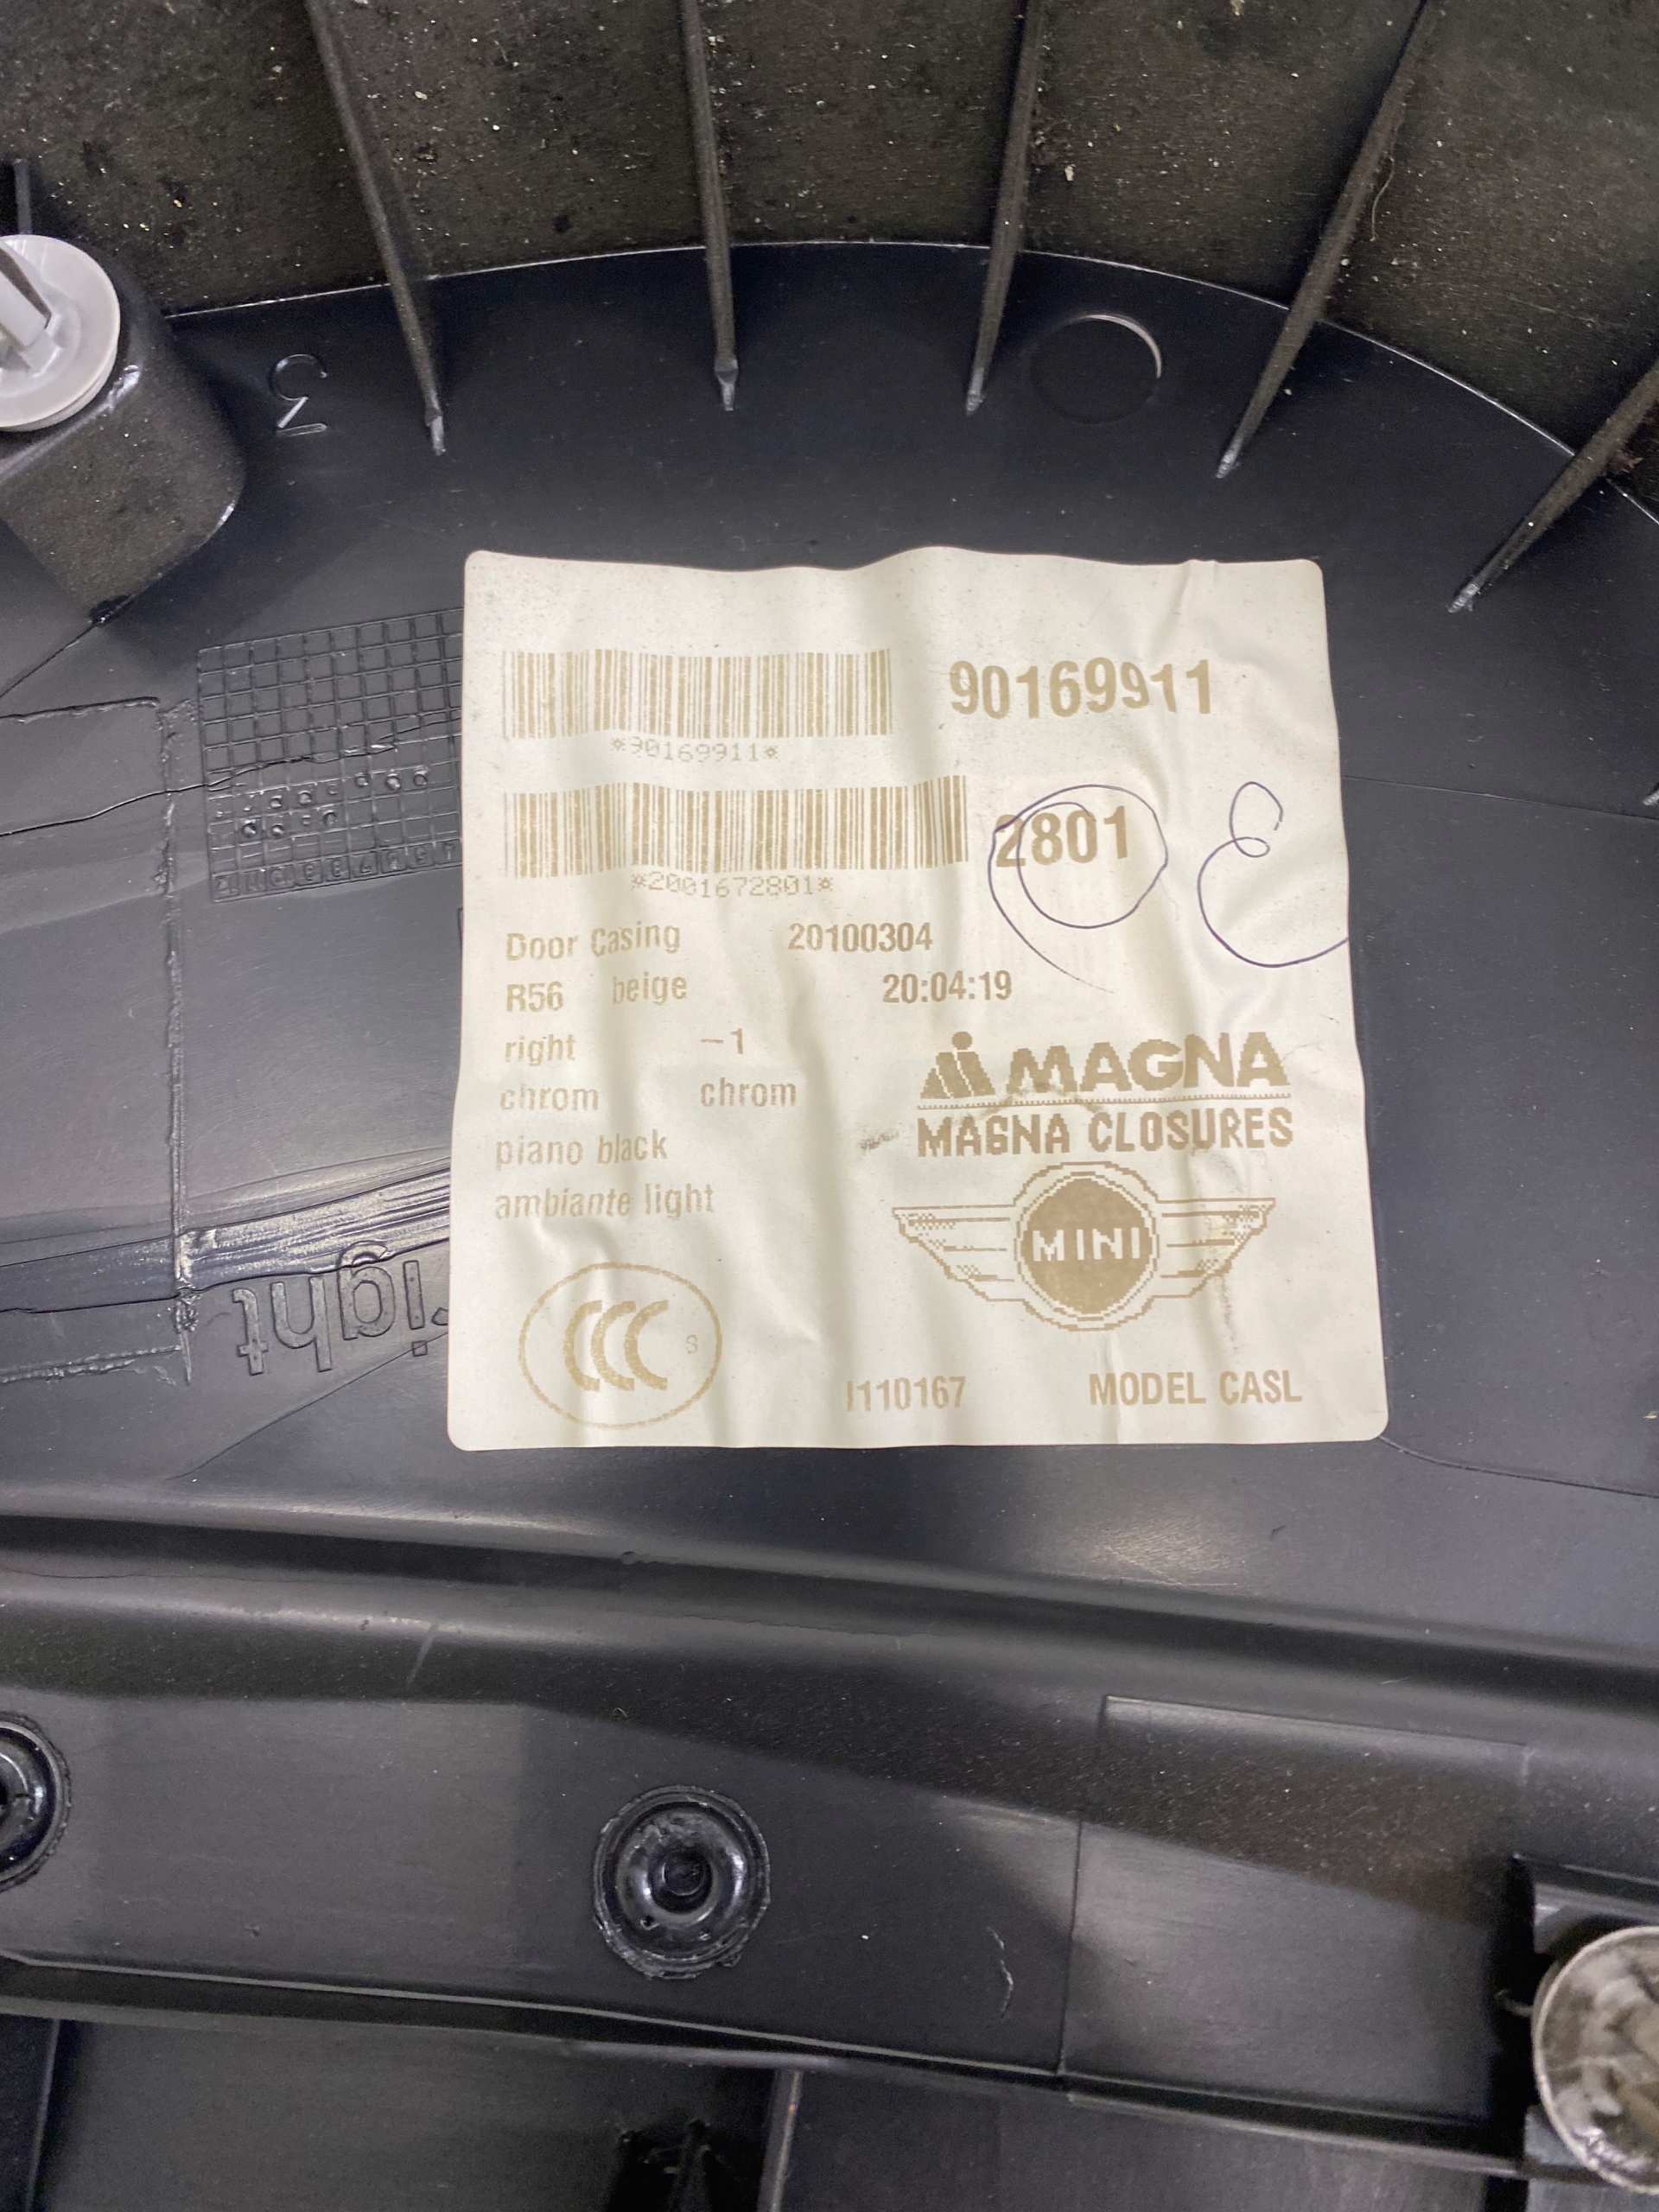 90169911
*90169911*
2801
*2001672801*
Door Casing 20100304
R56 beige 20:04:19
right -1
chrom chrom
piano black
ambiante light
MAGNA
MAGNA CLOSURES
MINI
CCC S
I110167 MODEL CASL
right